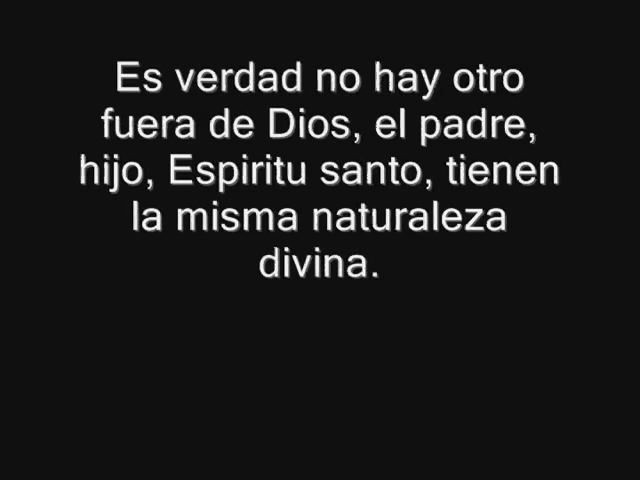 Es verdad no hay otro
fuera de Dios, el padre,
hijo, Espiritu santo, tienen
la misma naturaleza
divina.